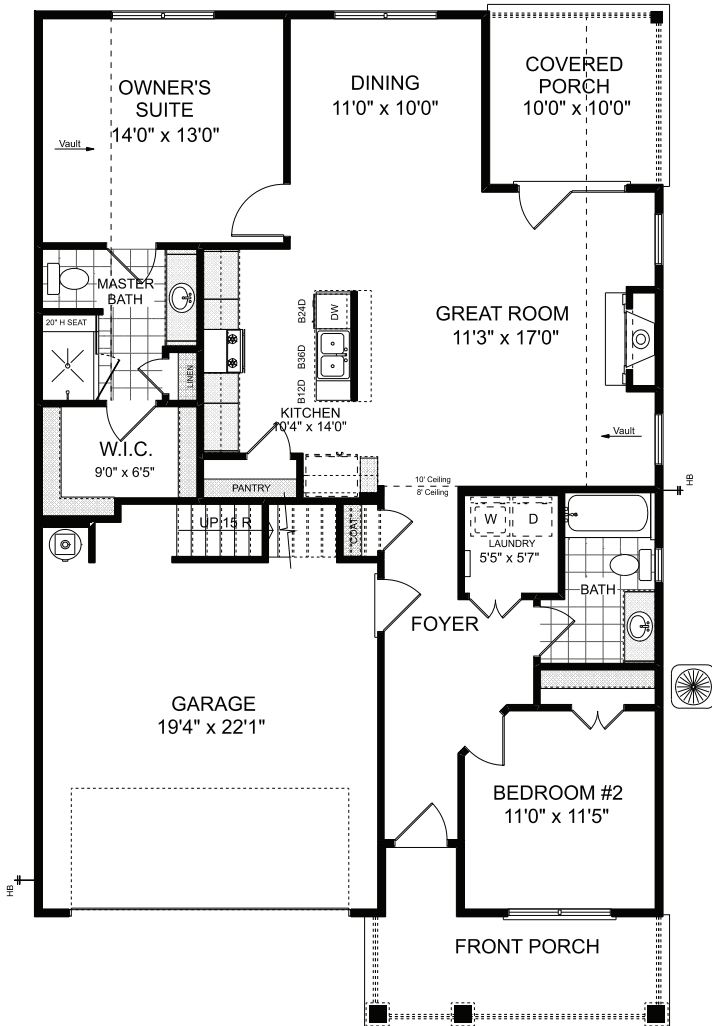 OWNER'S
SUITE
14'0" x 13'0"
Vault
DINING
11'0" x 10'0"
COVERED
PORCH
10'0" x 10'0"
MASTER
BATH
20" H SEAT
LINEN
W.I.C.
9'0" x 6'5"
B24D
DW
B36D
B12D
KITCHEN
10'4" x 14'0"
PANTRY
GREAT ROOM
11'3" x 17'0"
Vault
10' Ceiling
8' Ceiling
HB
UP 15 R
COAT
W
D
LAUNDRY
5'5" x 5'7"
BATH
FOYER
GARAGE
19'4" x 22'1"
BEDROOM #2
11'0" x 11'5"
HB
FRONT PORCH